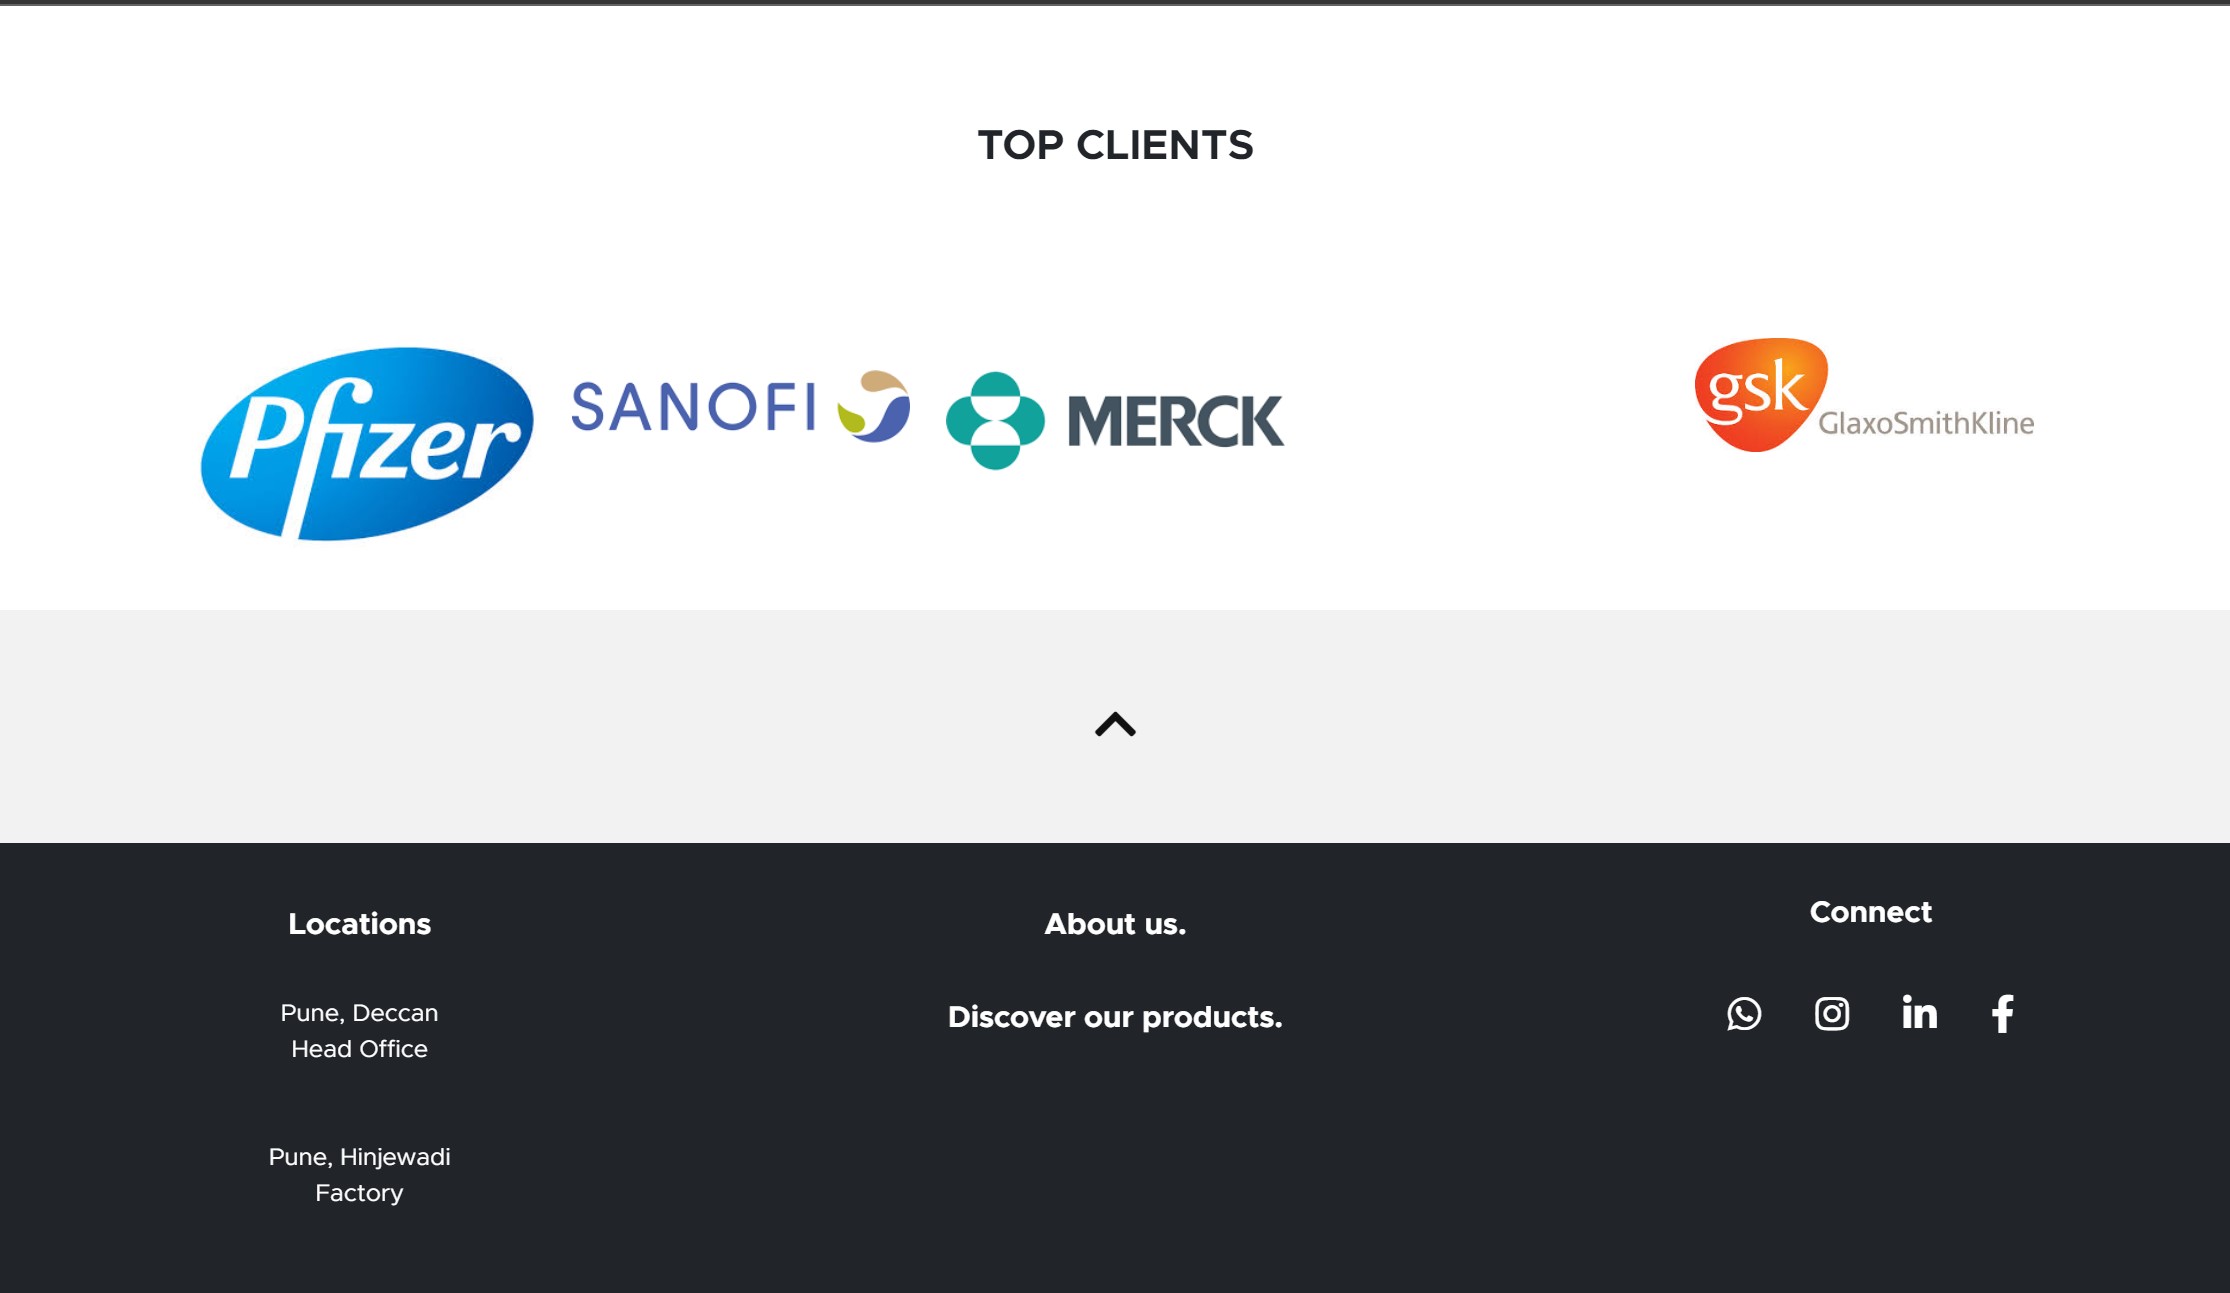 TOP CLIENTS
Pfizer
SANOFI
MERCK
gsk
GlaxoSmithKline
Locations
Pune, Deccan
Head Office
Pune, Hinjewadi
Factory
About us.
Discover our products.
Connect